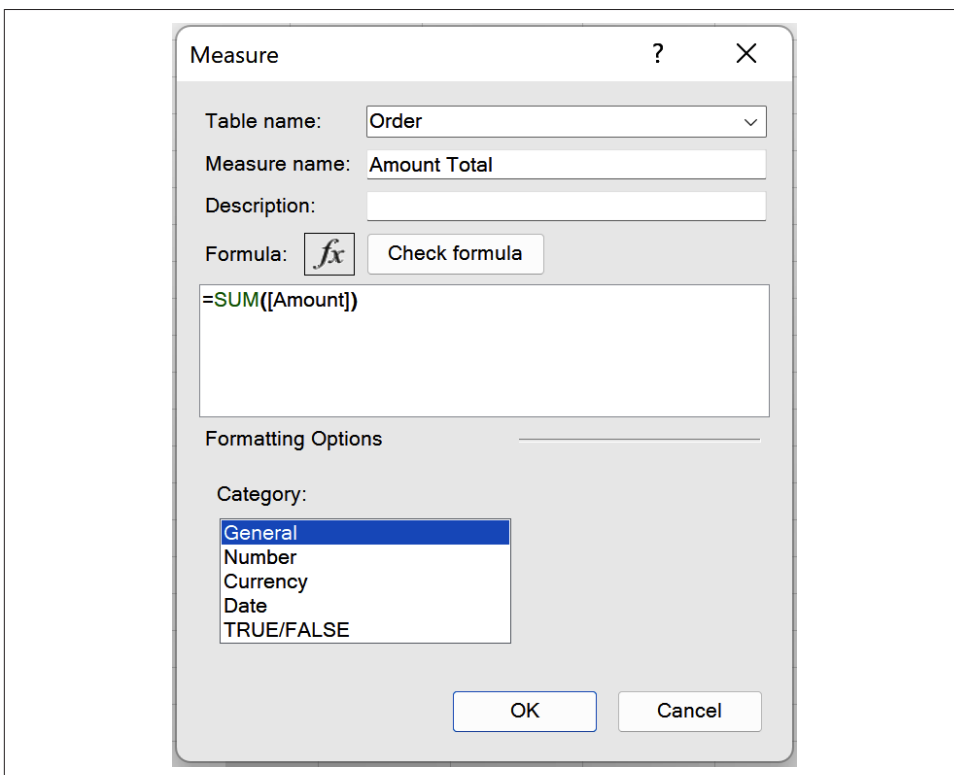 Measure ?
Table name: Order
Measure name: Amount Total
Description:
Formula: fx Check formula
=SUM([Amount])
Formatting Options
Category:
General
Number
Currency
Date
TRUE/FALSE
OK Cancel